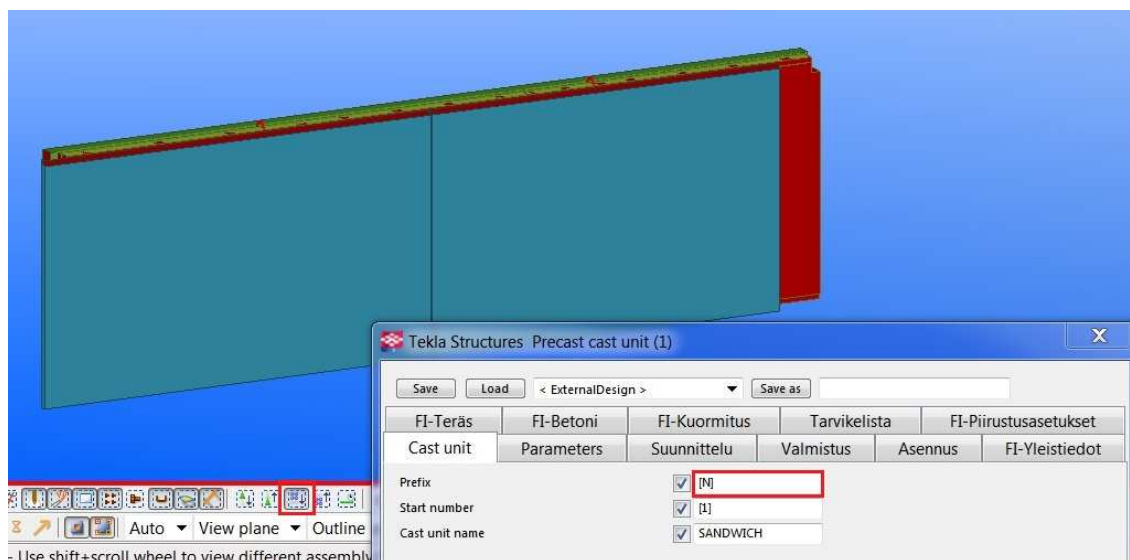 Tekla Structures Precast cast unit (1)
X
Save Load < ExternalDesign > Save as
FI-Teräs FI-Betoni FI-Kuormitus Tarvikelista FI-Piirustusasetukset
Cast unit Parameters Suunnittelu Valmistus Asennus FI-Yleistiedot
Prefix [N]
Start number [1]
Cast unit name SANDWICH
Auto View plane Outline
- Use shift+scroll wheel to view different assembly